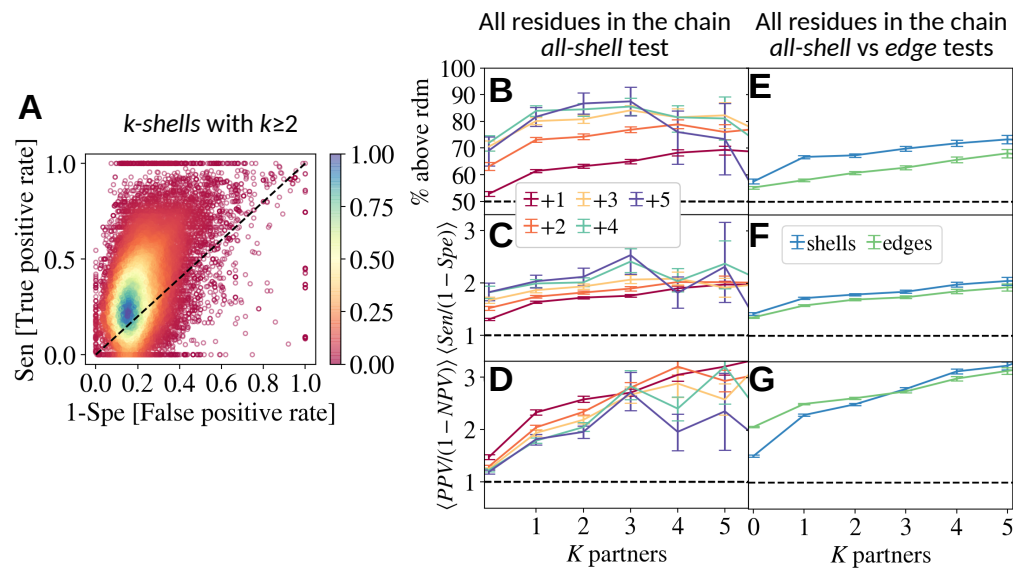 A
k-shells with k≥2
Sen [True positive rate]
1.0
0.5
0.0
0.0 0.2 0.4 0.6 0.8 1.0
1-Spe [False positive rate]
1.00
0.75
0.50
0.25
0.00
All residues in the chain
all-shell test
All residues in the chain
all-shell vs edge tests
B
% above rdm
100
90
80
70
60
50
+1 +3 +5
+2 +4
C
⟨Sen/(1 − Spe)⟩
3
2
1
D
⟨PPV/(1 − NPV)⟩
3
2
1
1 2 3 4 5
K partners
E
F
shells edges
G
0 1 2 3 4 5
K partners